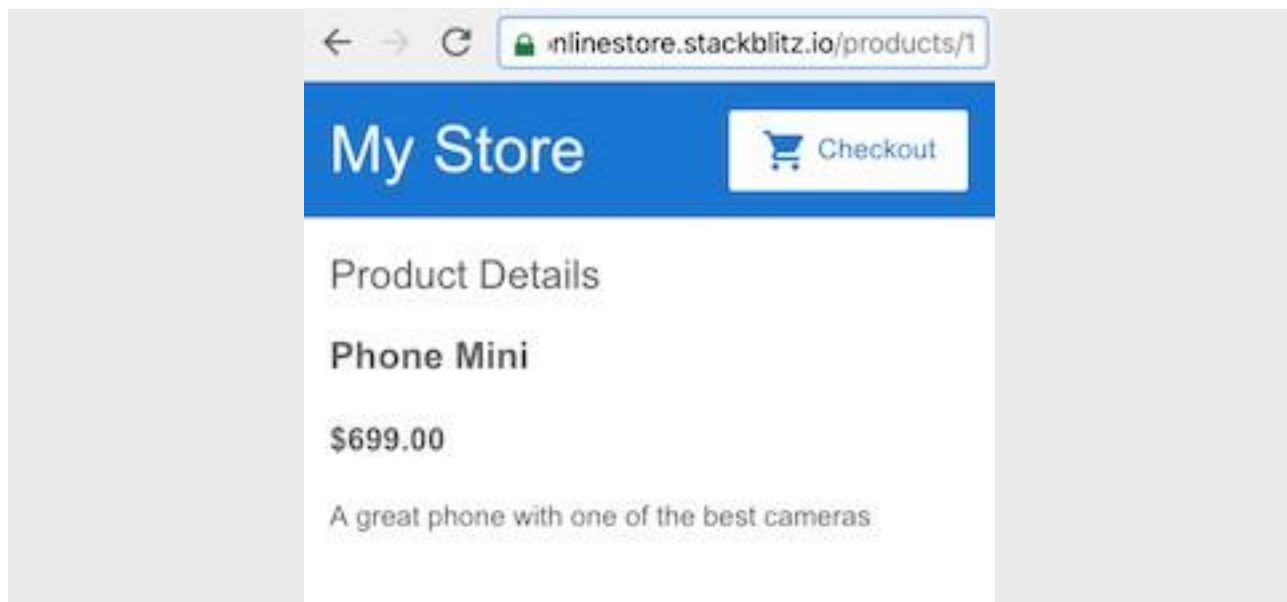 nlinestore.stackblitz.io/products/1
My Store
Checkout
Product Details
Phone Mini
$699.00
A great phone with one of the best cameras